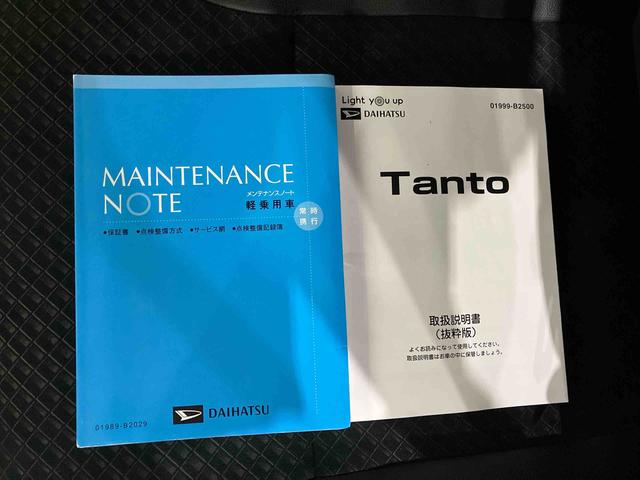 MAINTENANCE
NOTE
メンテナンスノート
軽乗用車
常時
携行
●保証書 ●点検整備方式 ●サービス網 ●点検整備記録簿
01989-B2029
DAIHATSU
Light you up
DAIHATSU
01999-B2500
Tanto
取扱説明書
(抜粋版)
よくお読みになって使用してください。
取扱説明書はお車の中に保管しましょう。